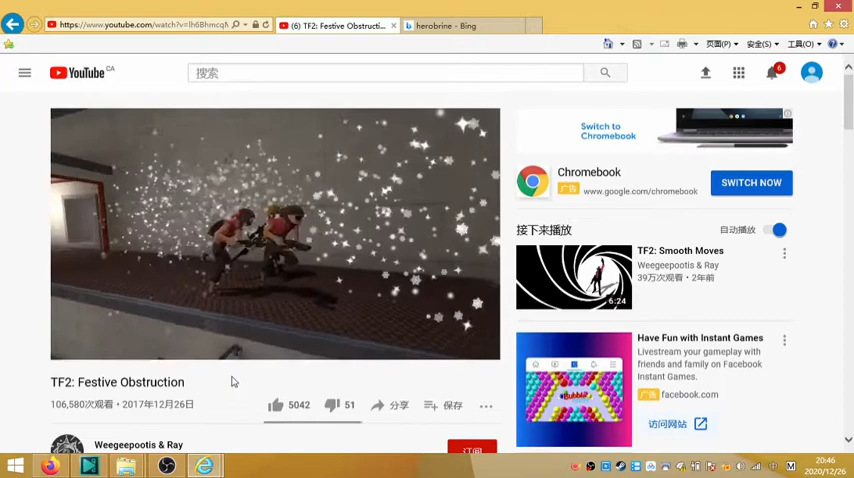 https://www.youtube.com/watch?v=lh6BhmcqM
(6) TF2: Festive Obstructi...
herobrine - Bing
页面(P)
安全(S)
工具(O)
YouTube CA
搜索
6
Switch to
Chromebook
Chromebook
广告 www.google.com/chromebook
SWITCH NOW
接下来播放
自动播放
TF2: Smooth Moves
Weegeepootis & Ray
39万次观看 • 2年前
6:24
Have Fun with Instant Games
Livestream your gameplay with
friends and family on Facebook
Instant Games.
广告 facebook.com
访问网站
Bubble
TF2: Festive Obstruction
106,580次观看 • 2017年12月26日
5042
51
分享
保存
Weegeepootis & Ray
订阅
中
M
20:46
2020/12/26